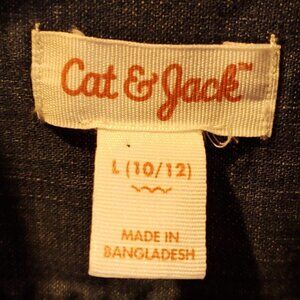 Cat & Jack™
L (10/12)
MADE IN
BANGLADESH